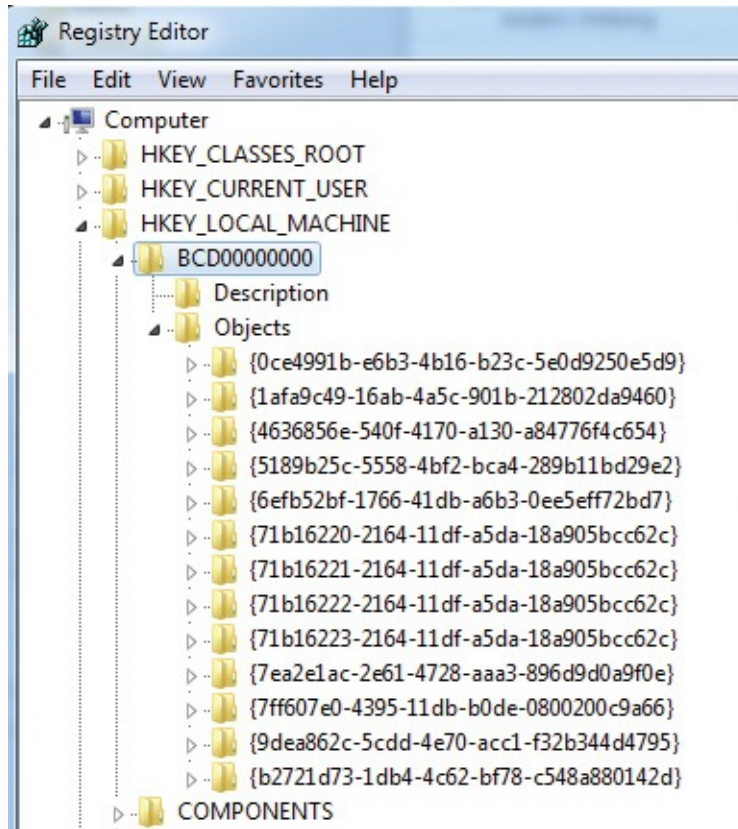 Registry Editor
File Edit View Favorites Help
Computer
HKEY_CLASSES_ROOT
HKEY_CURRENT_USER
HKEY_LOCAL_MACHINE
BCD00000000
Description
Objects
{0ce4991b-e6b3-4b16-b23c-5e0d9250e5d9}
{1afa9c49-16ab-4a5c-901b-212802da9460}
{4636856e-540f-4170-a130-a84776f4c654}
{5189b25c-5558-4bf2-bca4-289b11bd29e2}
{6efb52bf-1766-41db-a6b3-0ee5eff72bd7}
{71b16220-2164-11df-a5da-18a905bcc62c}
{71b16221-2164-11df-a5da-18a905bcc62c}
{71b16222-2164-11df-a5da-18a905bcc62c}
{71b16223-2164-11df-a5da-18a905bcc62c}
{7ea2e1ac-2e61-4728-aaa3-896d9d0a9f0e}
{7ff607e0-4395-11db-b0de-0800200c9a66}
{9dea862c-5cdd-4e70-acc1-f32b344d4795}
{b2721d73-1db4-4c62-bf78-c548a880142d}
COMPONENTS